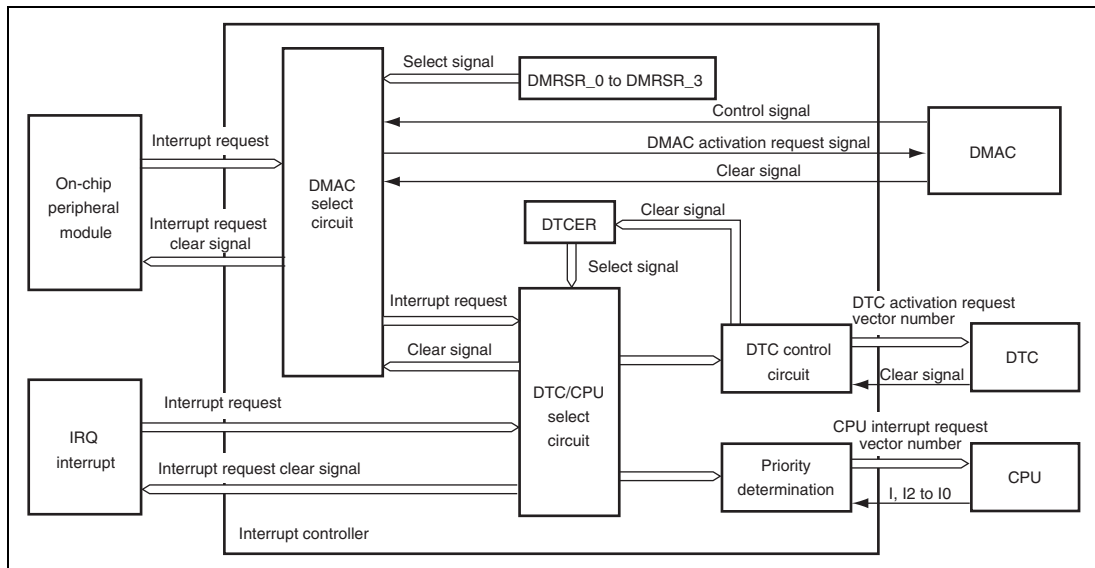 Select signal
DMRSR_0 to DMRSR_3
Control signal
Interrupt request
DMAC activation request signal
DMAC
On-chip
peripheral
module
DMAC
select
circuit
Clear signal
Interrupt request
clear signal
DTCER
Clear signal
Select signal
Interrupt request
DTC activation request
vector number
Clear signal
DTC control
circuit
DTC
Clear signal
DTC/CPU
select
circuit
Interrupt request
IRQ
interrupt
CPU interrupt request
vector number
Interrupt request clear signal
Priority
determination
CPU
I, I2 to I0
Interrupt controller